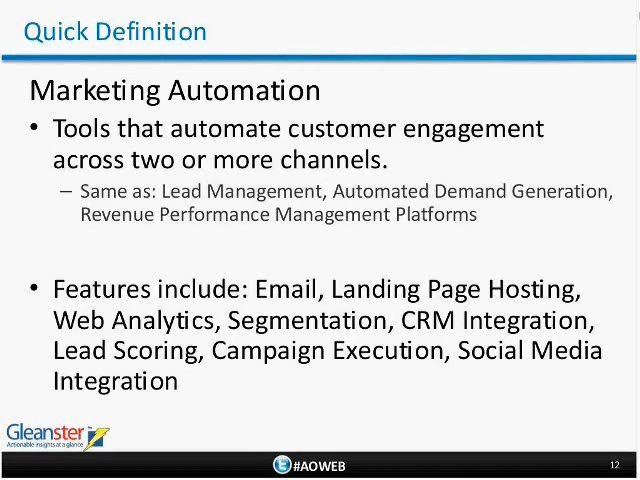 Quick Definition
Marketing Automation
• Tools that automate customer engagement
across two or more channels.
– Same as: Lead Management, Automated Demand Generation,
Revenue Performance Management Platforms
• Features include: Email, Landing Page Hosting,
Web Analytics, Segmentation, CRM Integration,
Lead Scoring, Campaign Execution, Social Media
Integration
Gleanster
Actionable insights at a glance
#AOWEB
12